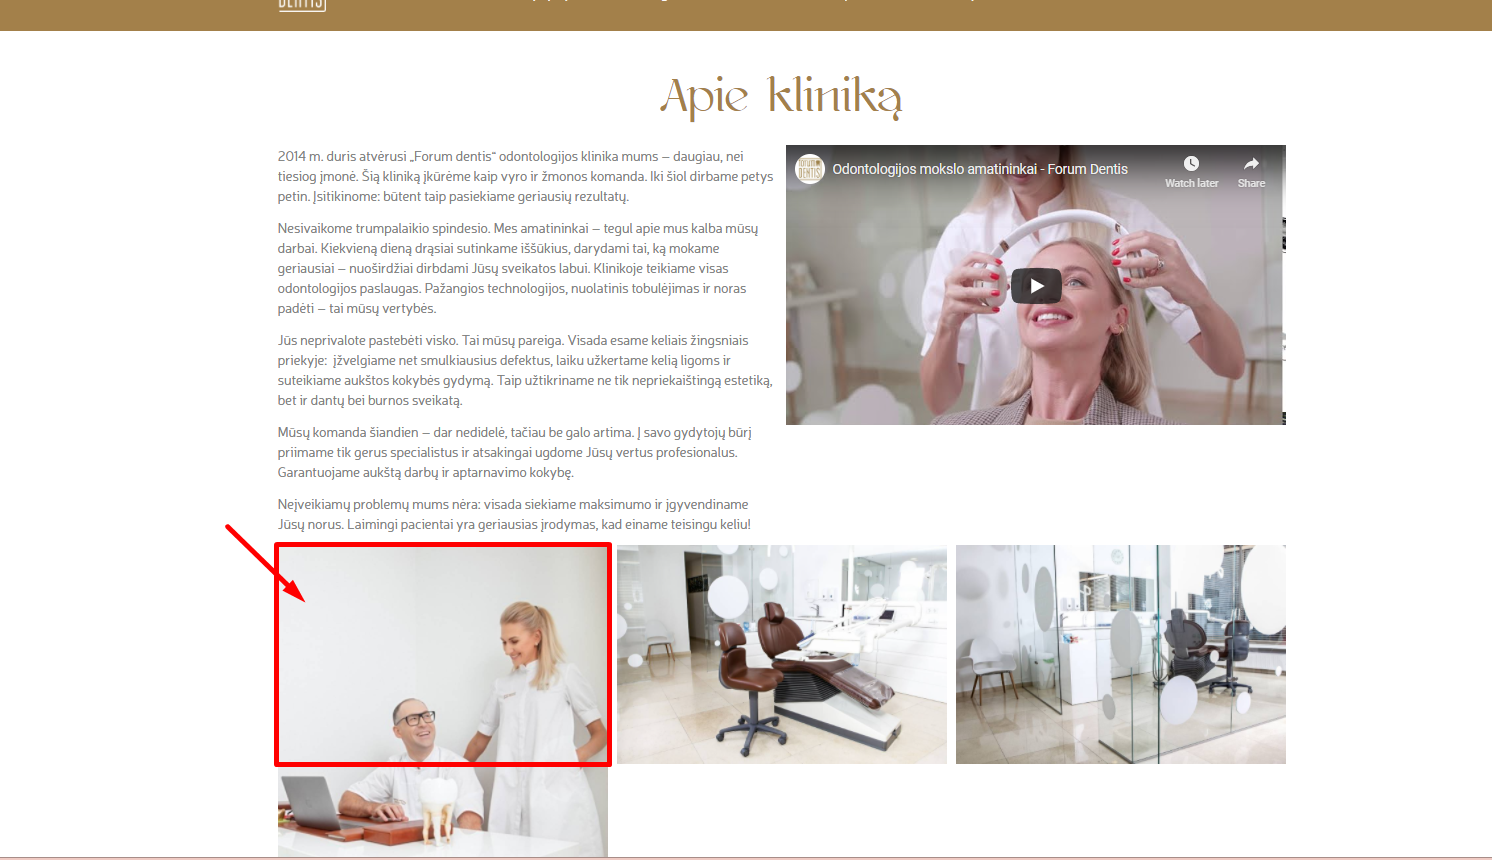 DENTIS
Apie kliniką
2014 m. duris atvėrusi „Forum dentis“ odontologijos klinika mums – daugiau, nei
tiesiog įmonė. Šią kliniką įkūrėme kaip vyro ir žmonos komanda. Iki šiol dirbame petys
petin. Įsitikinome: būtent taip pasiekiame geriausių rezultatų.
Nesivaikome trumpalaikio spindesio. Mes amatininkai – tegul apie mus kalba mūsų
darbai. Kiekvieną dieną drąsiai sutinkame iššūkius, darydami tai, ką mokame
geriausiai – nuoširdžiai dirbdami Jūsų sveikatos labui. Klinikoje teikiame visas
odontologijos paslaugas. Pažangios technologijos, nuolatinis tobulėjimas ir noras
padėti – tai mūsų vertybės.
Jūs neprivalote pastebėti visko. Tai mūsų pareiga. Visada esame keliais žingsniais
priekyje:  įžvelgiame net smulkiausius defektus, laiku užkertame kelią ligoms ir
suteikiame aukštos kokybės gydymą. Taip užtikriname ne tik nepriekaištingą estetiką,
bet ir dantų bei burnos sveikatą.
Mūsų komanda šiandien – dar nedidelė, tačiau be galo artima. Į savo gydytojų būrį
priimame tik gerus specialistus ir atsakingai ugdome Jūsų vertus profesionalus.
Garantuojame aukštą darbų ir aptarnavimo kokybę.
Neįveikiamų problemų mums nėra: visada siekiame maksimumo ir įgyvendiname
Jūsų norus. Laimingi pacientai yra geriausias įrodymas, kad einame teisingu keliu!
FORUM
DENTIS
Odontologijos mokslo amatininkai - Forum Dentis
Watch later
Share